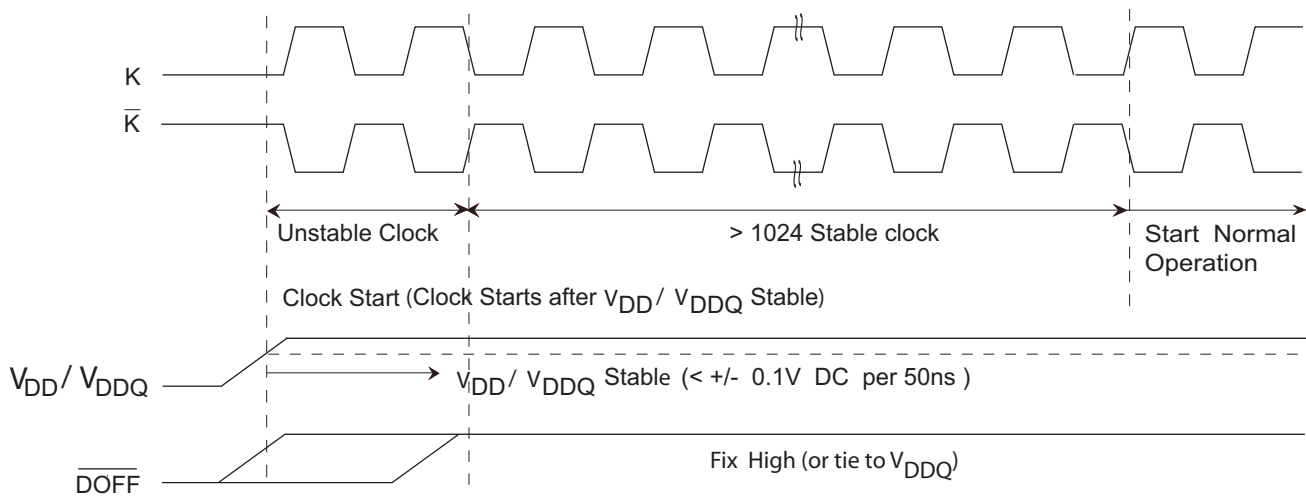 K
K̅
Unstable Clock
> 1024 Stable clock
Start Normal
Operation
Clock Start (Clock Starts after VDD / VDDQ Stable)
VDD / VDDQ
VDD / VDDQ Stable (< +/- 0.1V DC per 50ns )
D̅O̅F̅F̅
Fix High (or tie to VDDQ)